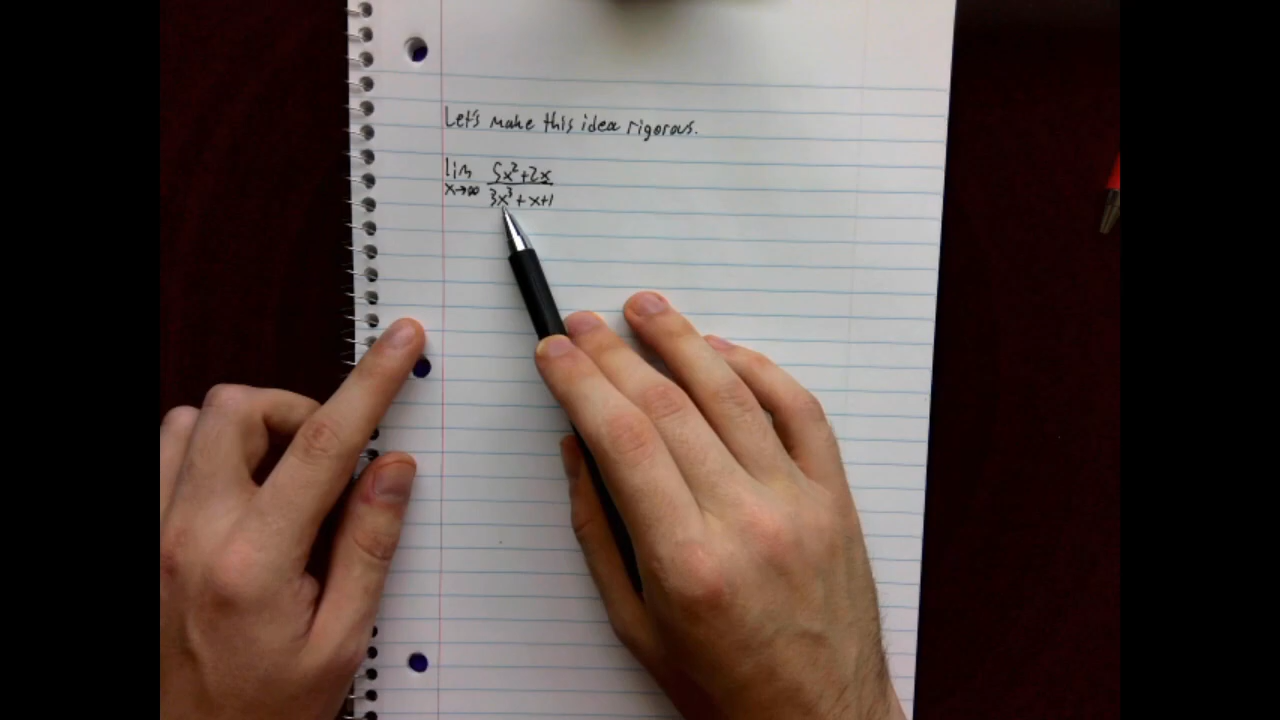 Let's make this idea rigorous.
lim 5x²+2x
x→∞ 3x³+x+1